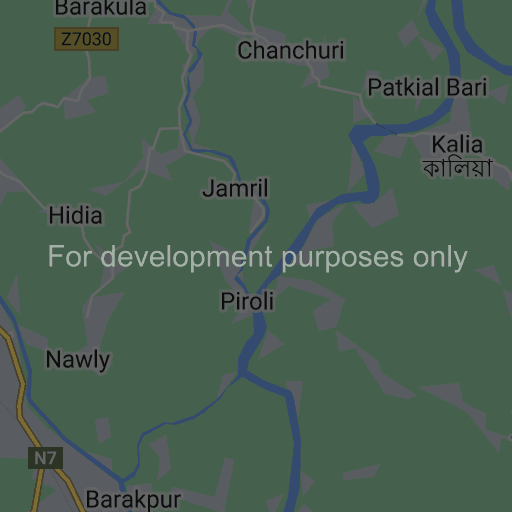 Barakula
Z7030
Chanchuri
Patkial Bari
Kalia
কালিয়া
Jamril
Hidia
For development purposes only
Piroli
Nawly
N7
Barakpur